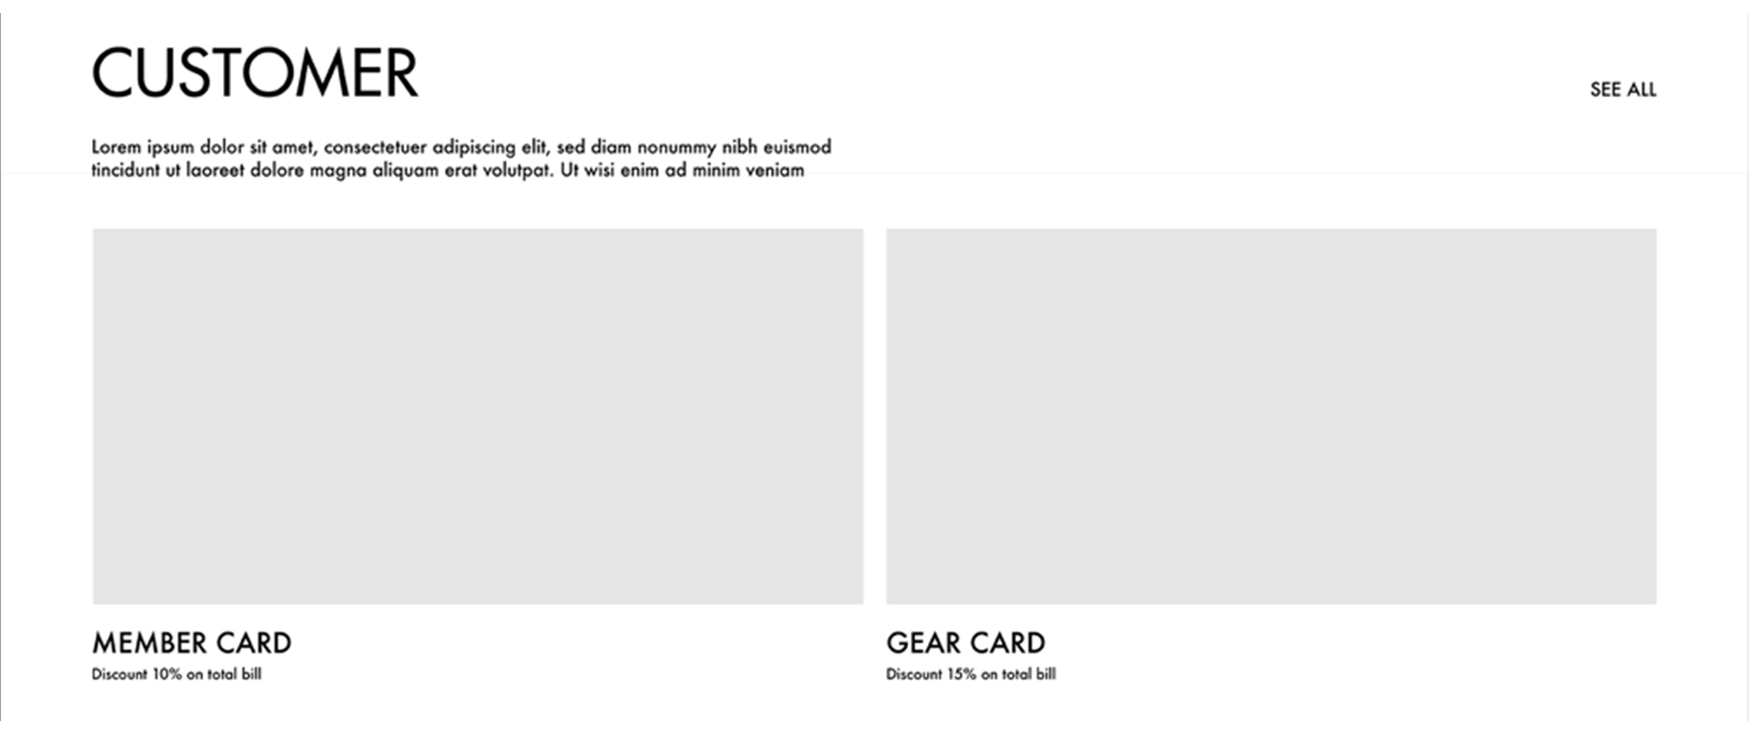 CUSTOMER
SEE ALL
Lorem ipsum dolor sit amet, consectetuer adipiscing elit, sed diam nonummy nibh euismod
tincidunt ut laoreet dolore magna aliquam erat volutpat. Ut wisi enim ad minim veniam
MEMBER CARD
Discount 10% on total bill
GEAR CARD
Discount 15% on total bill